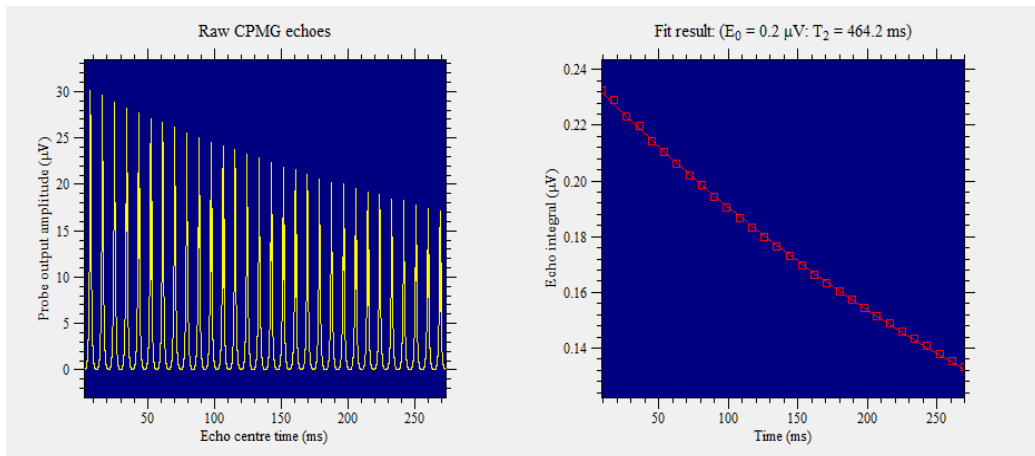 Raw CPMG echoes
30
25
20
15
10
5
0
Probe output amplitude (µV)
50 100 150 200 250
Echo centre time (ms)
Fit result: (E₀ = 0.2 µV: T₂ = 464.2 ms)
0.24
0.22
0.20
0.18
0.16
0.14
Echo integral (µV)
50 100 150 200 250
Time (ms)